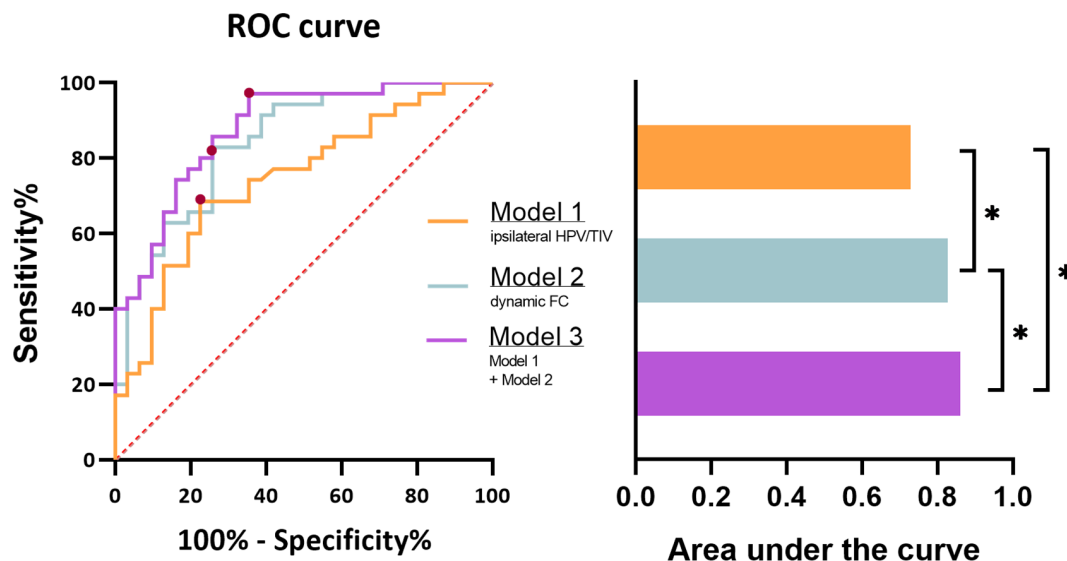 ROC curve
Sensitivity%
100
80
60
40
20
0
0 20 40 60 80 100
100% - Specificity%
Model 1
ipsilateral HPV/TIV
Model 2
dynamic FC
Model 3
Model 1
+ Model 2
*
*
*
0.0 0.2 0.4 0.6 0.8 1.0
Area under the curve